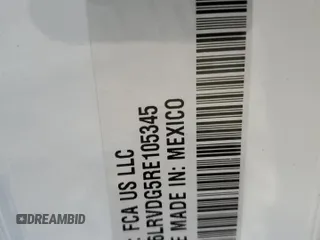 : FCA US LLC
6LRVDG5RE105345
E MADE IN: MEXICO
DREAMBID